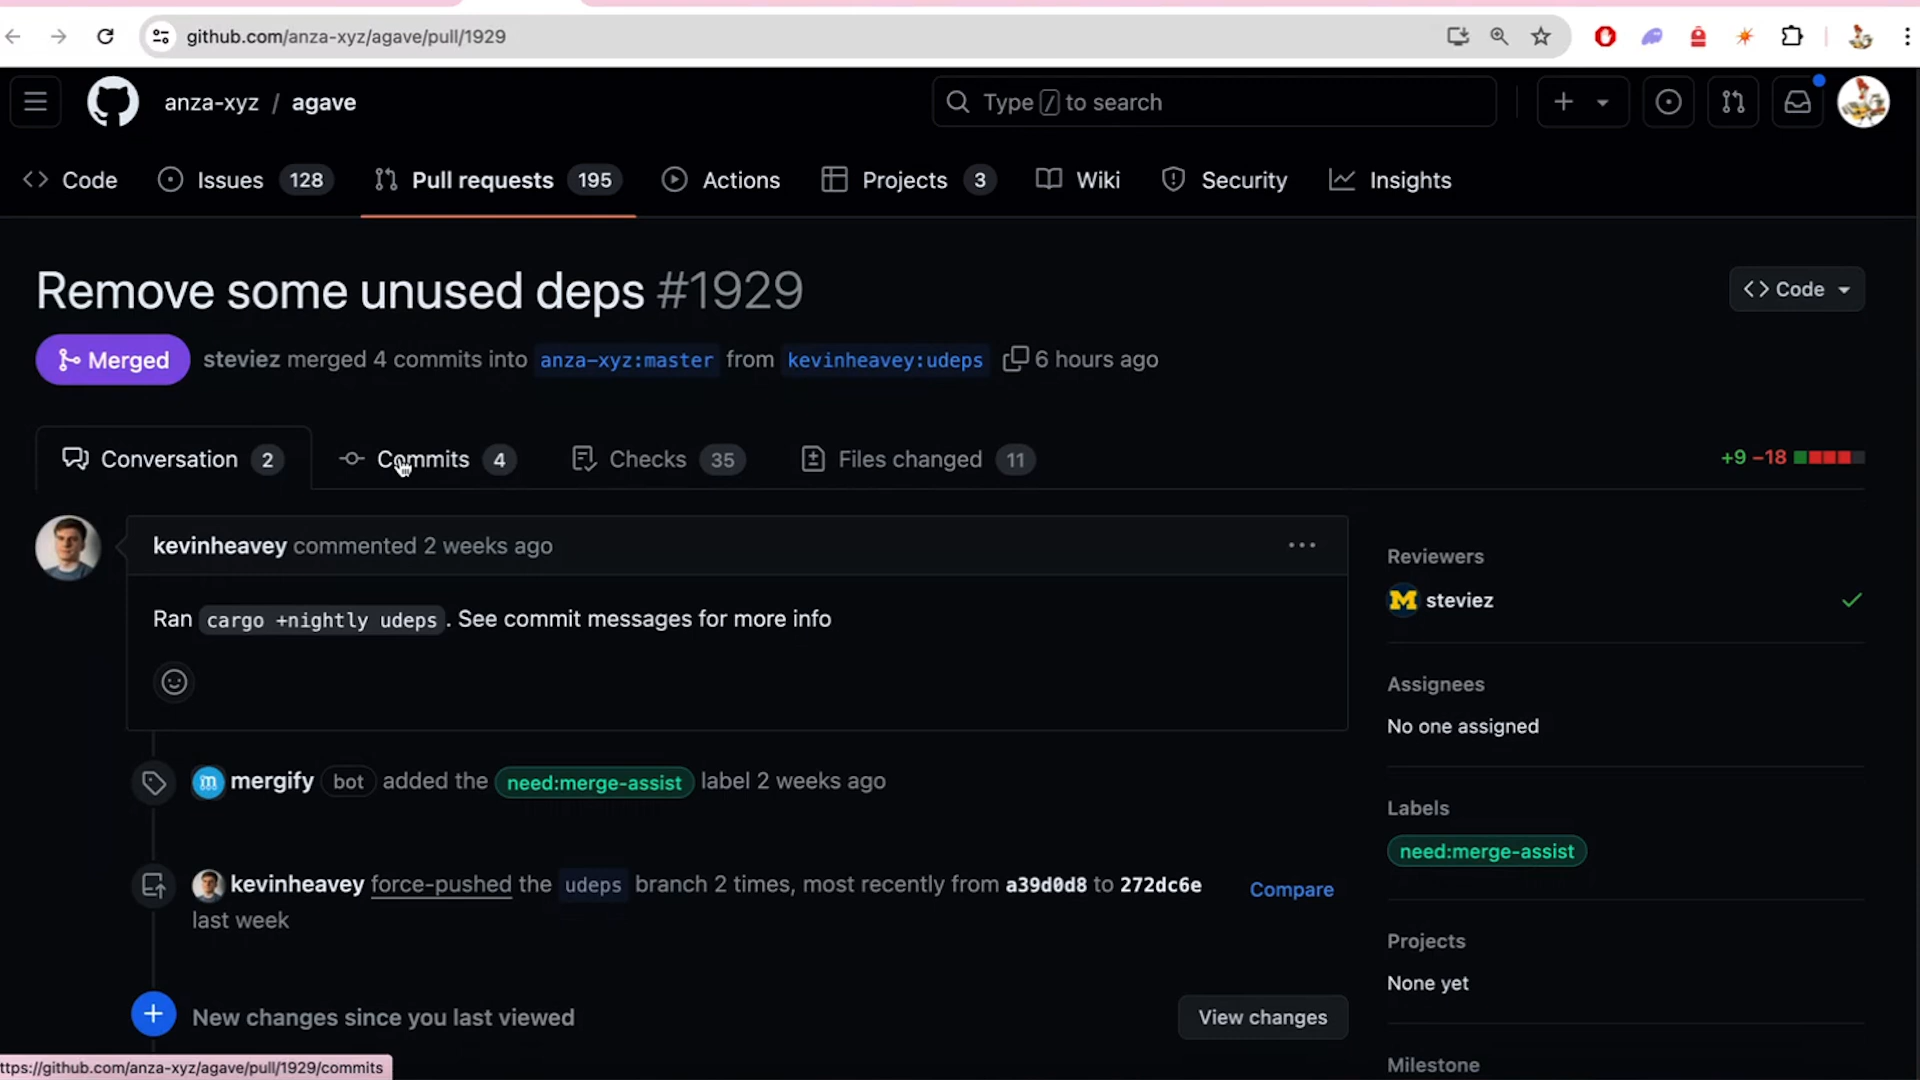 github.com/anza-xyz/agave/pull/1929
anza-xyz / agave
Type / to search
Code
Issues 128
Pull requests 195
Actions
Projects 3
Wiki
Security
Insights
Remove some unused deps #1929
Code
Merged
steviez merged 4 commits into anza-xyz:master from kevinheavey:udeps 6 hours ago
Conversation 2
Commits 4
Checks 35
Files changed 11
+9 −18
kevinheavey commented 2 weeks ago
Ran cargo +nightly udeps. See commit messages for more info
Reviewers
M steviez
Assignees
No one assigned
m mergify bot added the need:merge-assist label 2 weeks ago
Labels
need:merge-assist
kevinheavey force-pushed the udeps branch 2 times, most recently from a39d0d8 to 272dc6e
last week
Compare
Projects
None yet
New changes since you last viewed
View changes
Milestone
ttps://github.com/anza-xyz/agave/pull/1929/commits